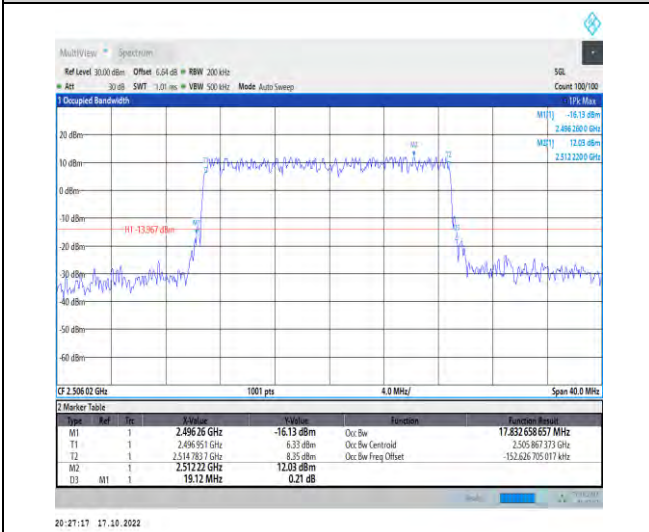 MultiView Spectrum
Ref Level 30.00 dBm Offset 6.64 dB RBW 200 kHz SGL
Att 30 dB SWT 1.01 ms VBW 500 kHz Mode Auto Sweep Count 100/100
1 Occupied Bandwidth 1Pk Max
M1[1] -16.13 dBm
2.496 260 0 GHz
M2[1] 12.03 dBm
2.512 220 0 GHz
20 dBm
10 dBm
0 dBm
-10 dBm
H1 -13.967 dBm
-20 dBm
-30 dBm
-40 dBm
-50 dBm
-60 dBm
T1
M2
T2
M1
CF 2.506 02 GHz 1001 pts 4.0 MHz/ Span 40.0 MHz
2 Marker Table
Type Ref Trc X-Value Y-Value Function Function Result
M1 1 2.496 26 GHz -16.13 dBm Occ Bw 17.832 658 657 MHz
T1 1 2.496 951 GHz 6.33 dBm Occ Bw Centroid 2.505 867 373 GHz
T2 1 2.514 783 7 GHz 8.35 dBm Occ Bw Freq Offset -152.626 705 017 kHz
M2 1 2.512 22 GHz 12.03 dBm
D3 M1 1 19.12 MHz 0.21 dB
20:27:17 17.10.2022